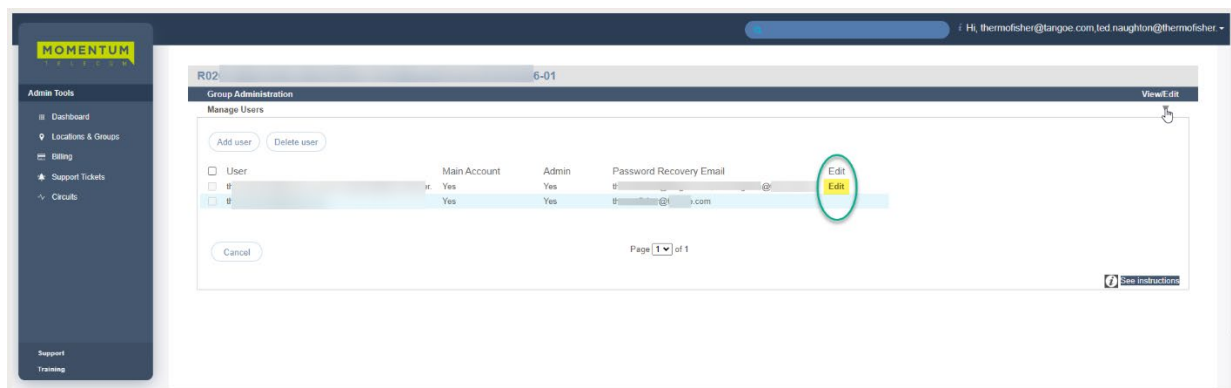 Hi, thermofisher@tangoe.com,ted.naughton@thermofisher.
MOMENTUM
TELECOM
R02 6-01
Admin Tools
Group Administration View/Edit
Manage Users
Dashboard
Locations & Groups
Billing
Support Tickets
Circuits
Add user Delete user
User Main Account Admin Password Recovery Email Edit
Yes Yes @ Edit
Yes Yes @ .com
Cancel Page 1 of 1
See instructions
Support
Training